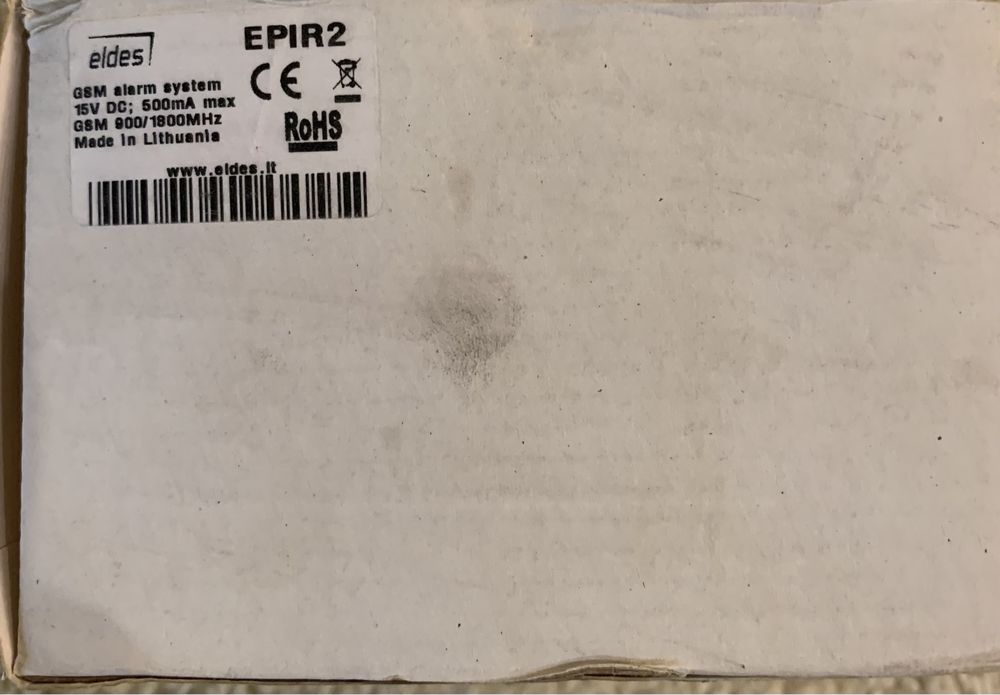 eldes
EPIR2
CE
GSM alarm system
15V DC; 500mA max
GSM 900/1800MHz
Made in Lithuania
RoHS
www.eldes.lt